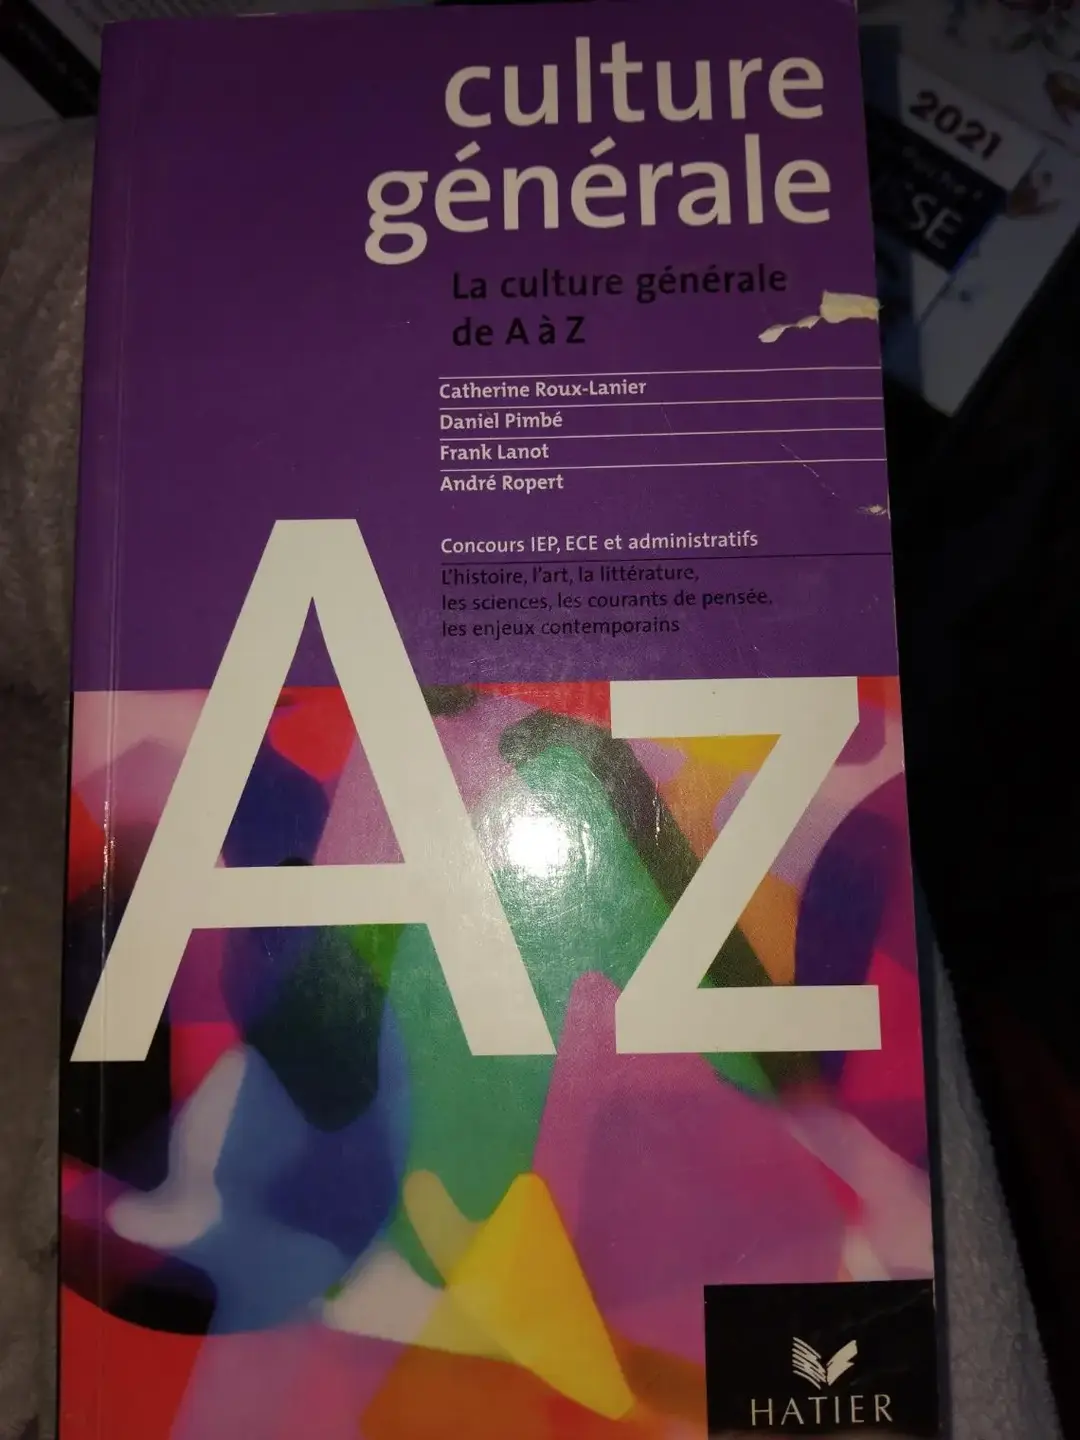 culture
générale
La culture générale
de A à Z
Catherine Roux-Lanier
Daniel Pimbé
Frank Lanot
André Ropert
Concours IEP, ECE et administratifs
L'histoire, l'art, la littérature,
les sciences, les courants de pensée,
les enjeux contemporains
AZ
HATIER
2021
SE